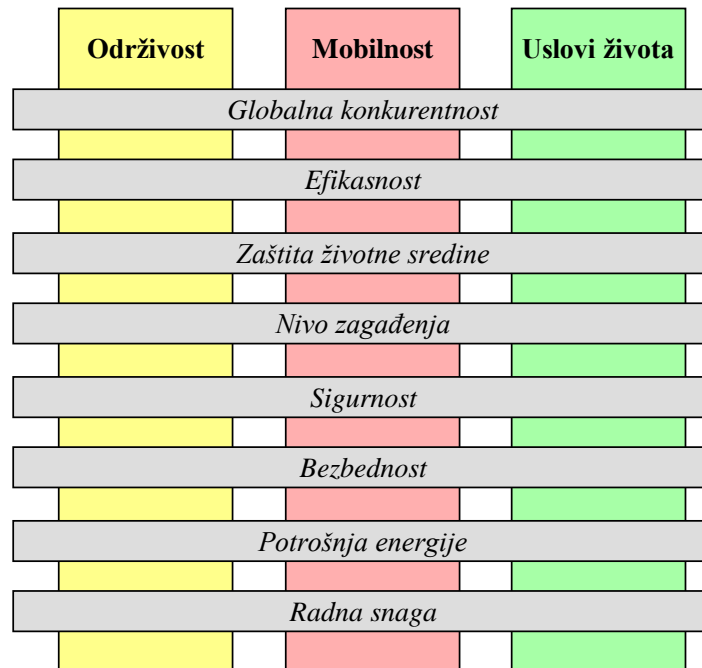 Održivost
Mobilnost
Uslovi života
Globalna konkurentnost
Efikasnost
Zaštita životne sredine
Nivo zagađenja
Sigurnost
Bezbednost
Potrošnja energije
Radna snaga